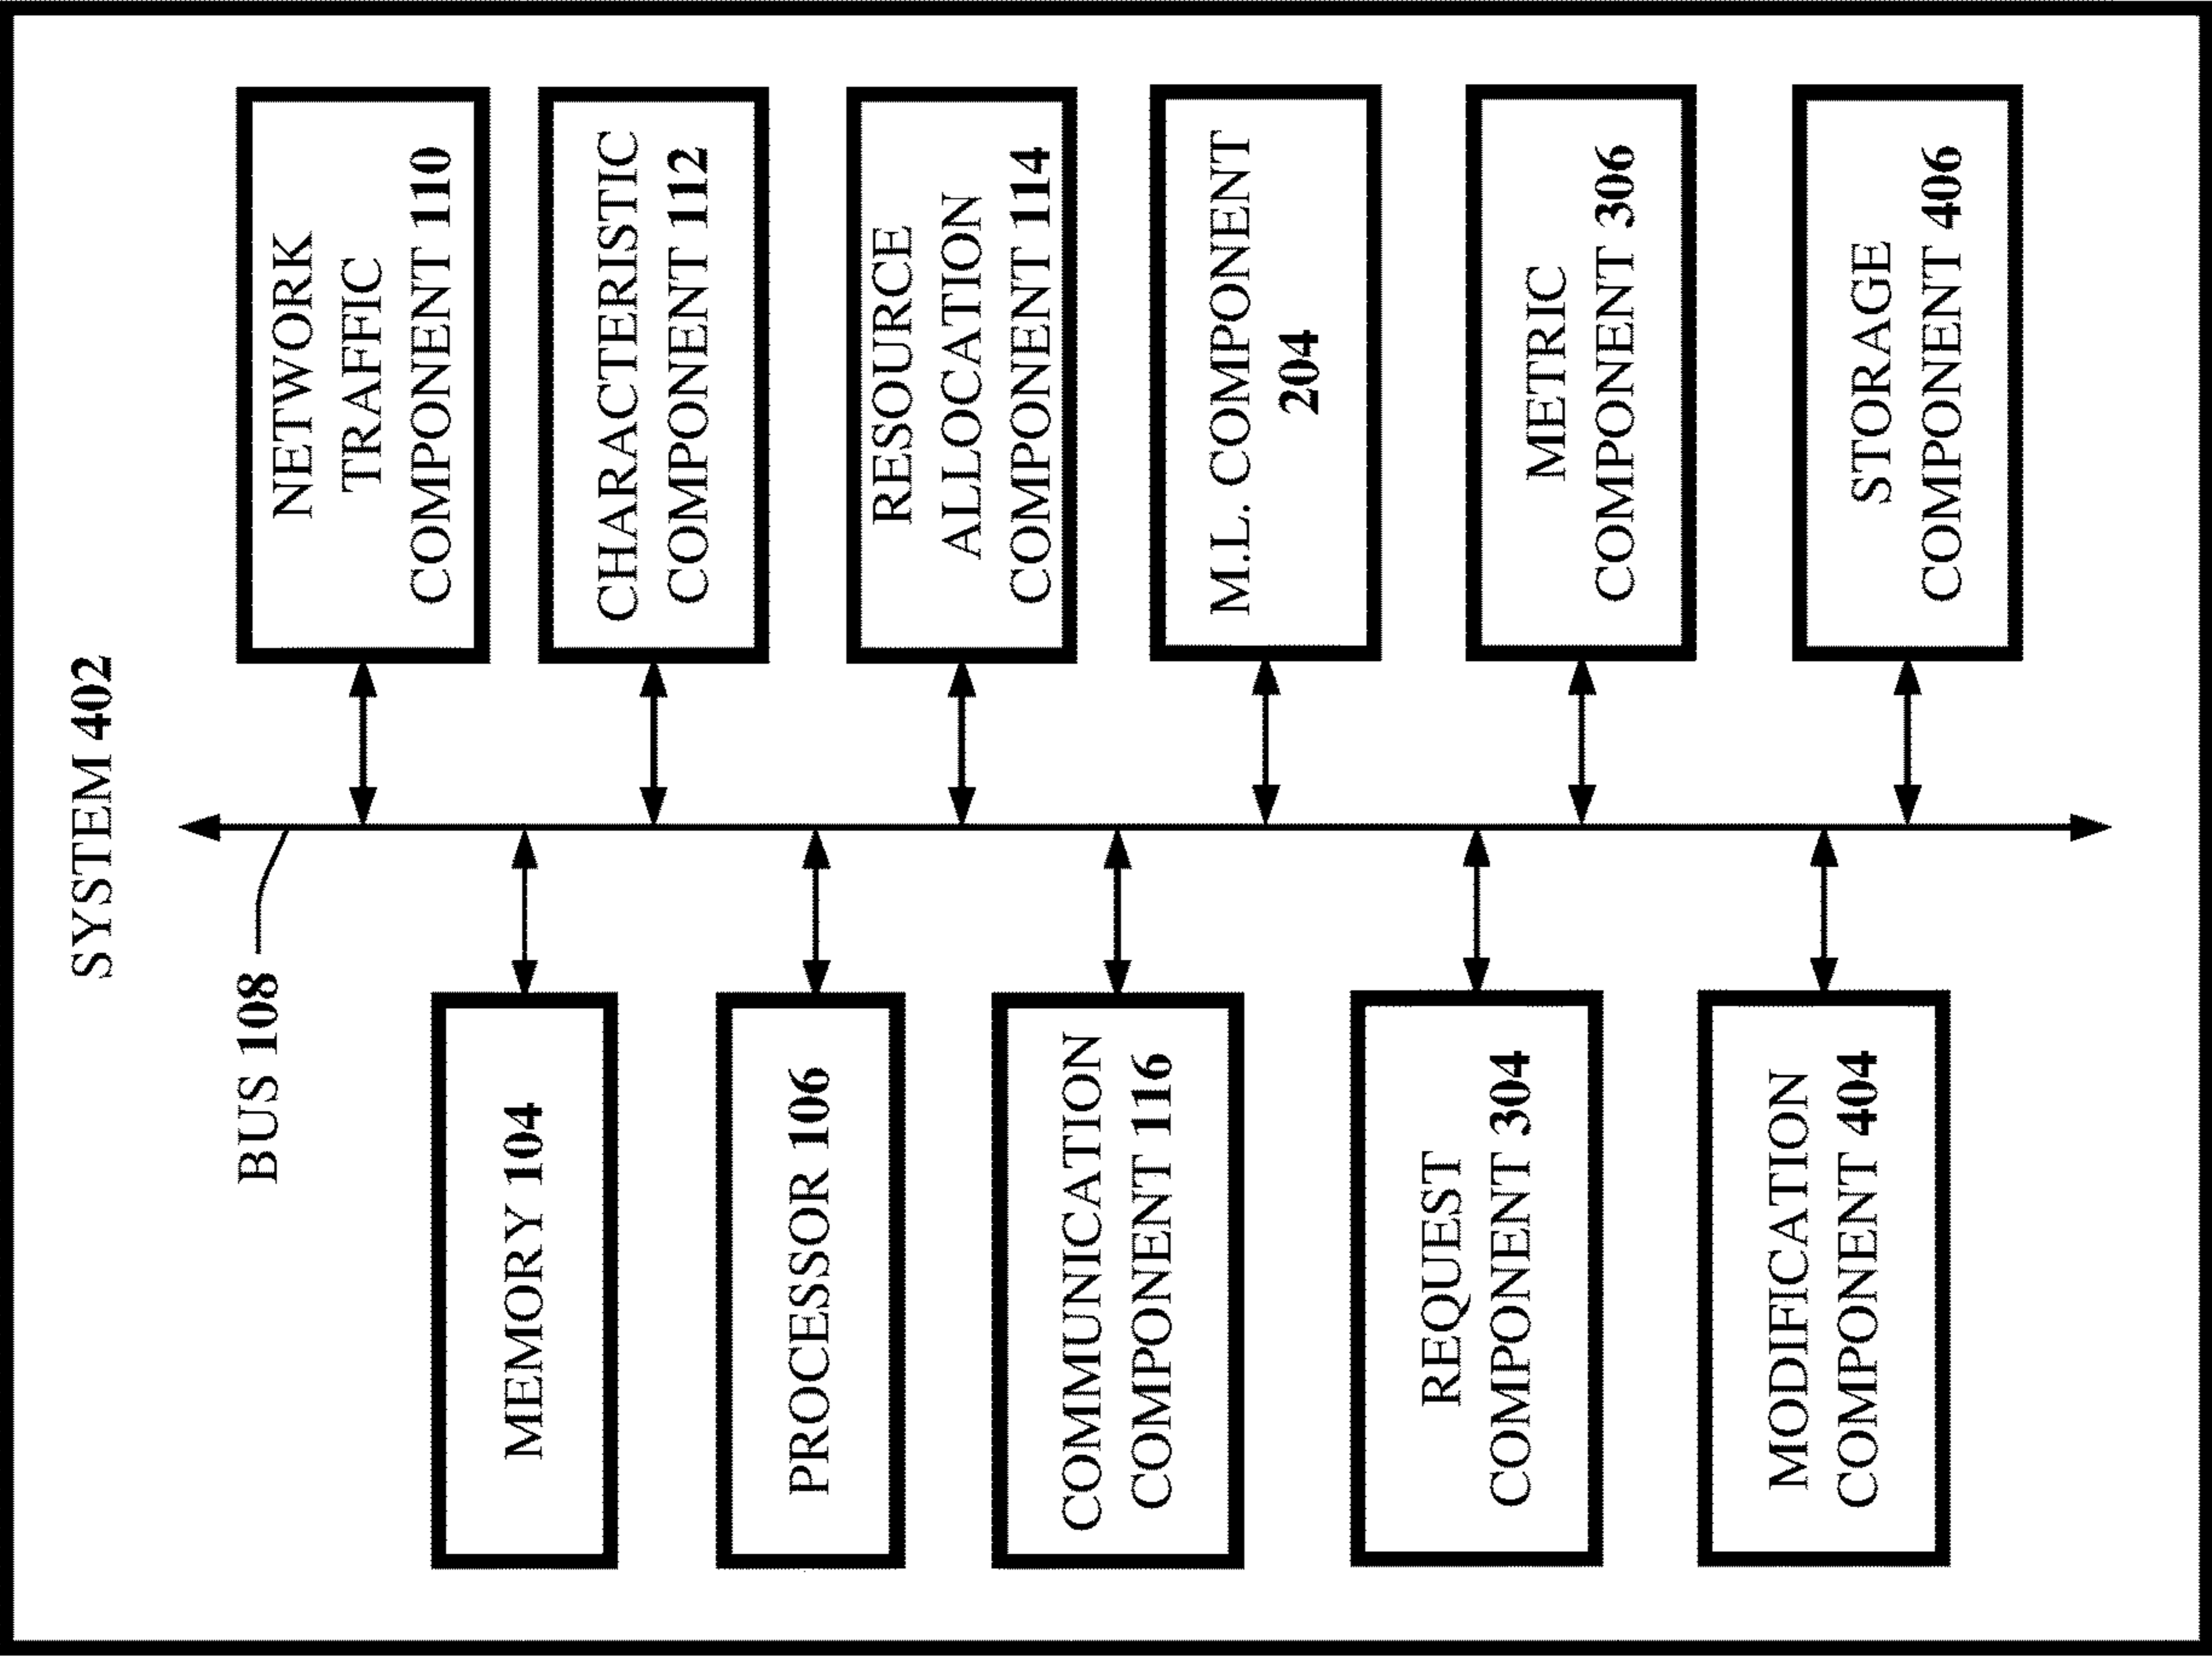 SYSTEM 402
BUS 108
MEMORY 104
PROCESSOR 106
COMMUNICATION
COMPONENT 116
REQUEST
COMPONENT 304
MODIFICATION
COMPONENT 404
NETWORK
TRAFFIC
COMPONENT 110
CHARACTERISTIC
COMPONENT 112
RESOURCE
ALLOCATION
COMPONENT 114
M.L. COMPONENT
204
METRIC
COMPONENT 306
STORAGE
COMPONENT 406